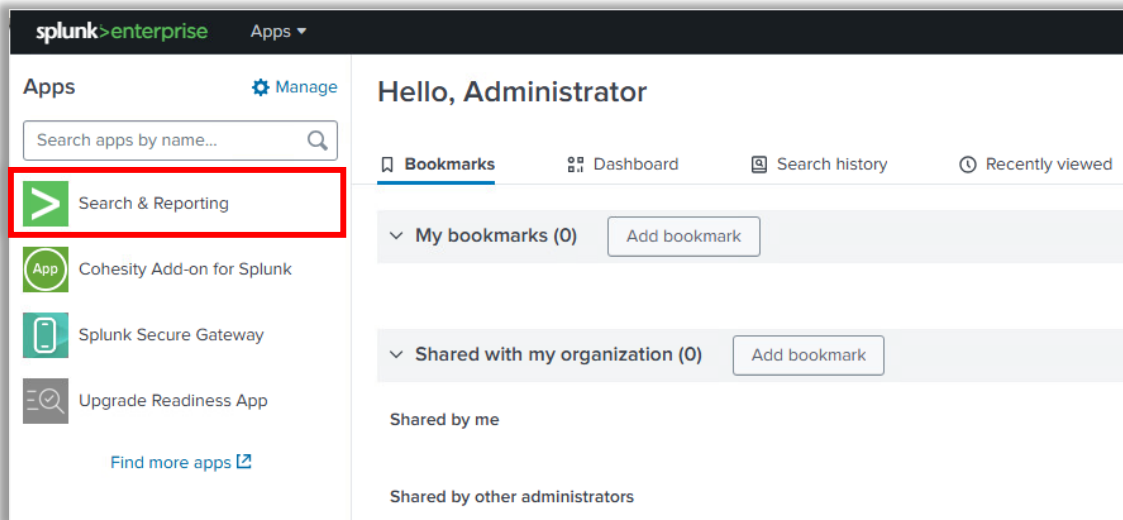 splunk>enterprise Apps
Apps Manage
Search apps by name...
Search & Reporting
App
Cohesity Add-on for Splunk
Splunk Secure Gateway
Upgrade Readiness App
Find more apps
Hello, Administrator
Bookmarks Dashboard Search history Recently viewed
My bookmarks (0) Add bookmark
Shared with my organization (0) Add bookmark
Shared by me
Shared by other administrators